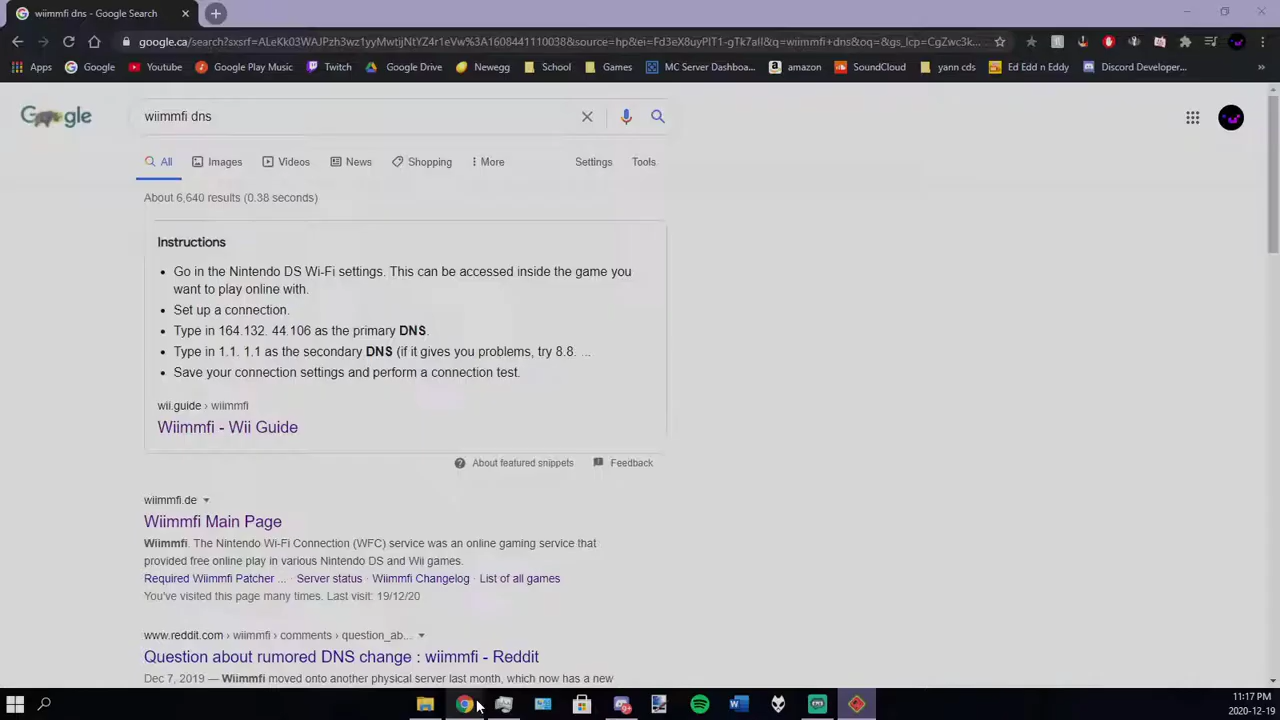 wiimmfi dns - Google Search
google.ca/search?sxsrf=ALeKk03WAJPzh3wz1yyMwtijNtYZ4r1eVw%3A1608441110038&source=hp&ei=Fd3eX8uyPIT1-gTk7aII&q=wiimmfi+dns&oq=&gs_lcp=CgZwc3k...
Apps Google Youtube Google Play Music Twitch Google Drive Newegg School Games MC Server Dashboa... amazon SoundCloud yann cds Ed Edd n Eddy Discord Developer...
Google
wiimmfi dns
All Images Videos News Shopping More Settings Tools
About 6,640 results (0.38 seconds)
Instructions
• Go in the Nintendo DS Wi-Fi settings. This can be accessed inside the game you
want to play online with.
• Set up a connection.
• Type in 164.132. 44.106 as the primary DNS.
• Type in 1.1. 1.1 as the secondary DNS (if it gives you problems, try 8.8. ...
• Save your connection settings and perform a connection test.
wii.guide › wiimmfi
Wiimmfi - Wii Guide
About featured snippets Feedback
wiimmfi.de
Wiimmfi Main Page
Wiimmfi. The Nintendo Wi-Fi Connection (WFC) service was an online gaming service that
provided free online play in various Nintendo DS and Wii games.
Required Wiimmfi Patcher ... · Server status · Wiimmfi Changelog · List of all games
You've visited this page many times. Last visit: 19/12/20
www.reddit.com › wiimmfi › comments › question_ab...
Question about rumored DNS change : wiimmfi - Reddit
Dec 7, 2019 — Wiimmfi moved onto another physical server last month, which now has a new
11:17 PM
2020-12-19